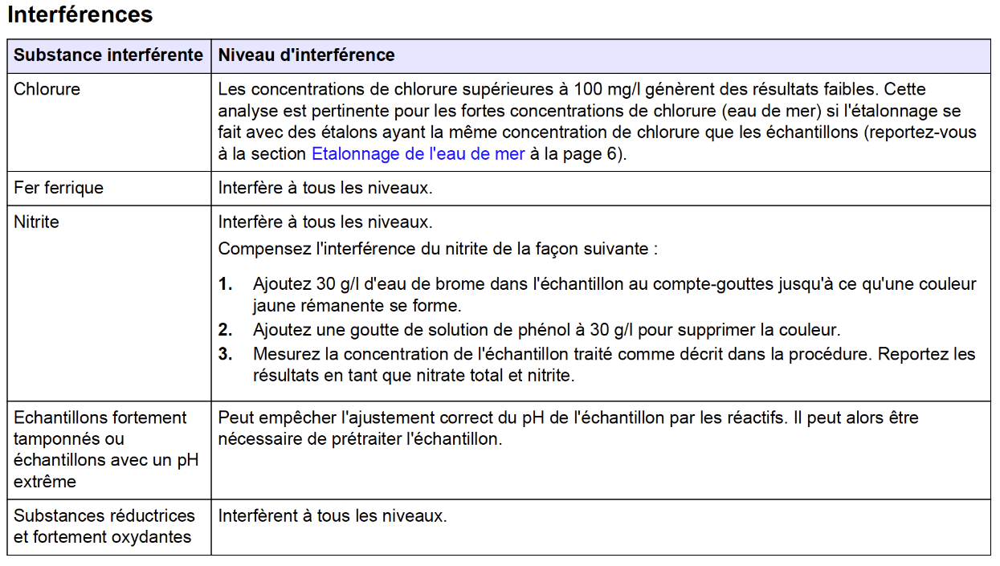 Interférences
Substance interférente Niveau d'interférence
Chlorure
Les concentrations de chlorure supérieures à 100 mg/l génèrent des résultats faibles. Cette
analyse est pertinente pour les fortes concentrations de chlorure (eau de mer) si l'étalonnage se
fait avec des étalons ayant la même concentration de chlorure que les échantillons (reportez-vous
à la section Etalonnage de l'eau de mer à la page 6).
Fer ferrique
Interfère à tous les niveaux.
Nitrite
Interfère à tous les niveaux.
Compensez l'interférence du nitrite de la façon suivante :
1. Ajoutez 30 g/l d'eau de brome dans l'échantillon au compte-gouttes jusqu'à ce qu'une couleur
jaune rémanente se forme.
2. Ajoutez une goutte de solution de phénol à 30 g/l pour supprimer la couleur.
3. Mesurez la concentration de l'échantillon traité comme décrit dans la procédure. Reportez les
résultats en tant que nitrate total et nitrite.
Echantillons fortement
tamponnés ou
échantillons avec un pH
extrême
Peut empêcher l'ajustement correct du pH de l'échantillon par les réactifs. Il peut alors être
nécessaire de prétraiter l'échantillon.
Substances réductrices
et fortement oxydantes
Interfèrent à tous les niveaux.